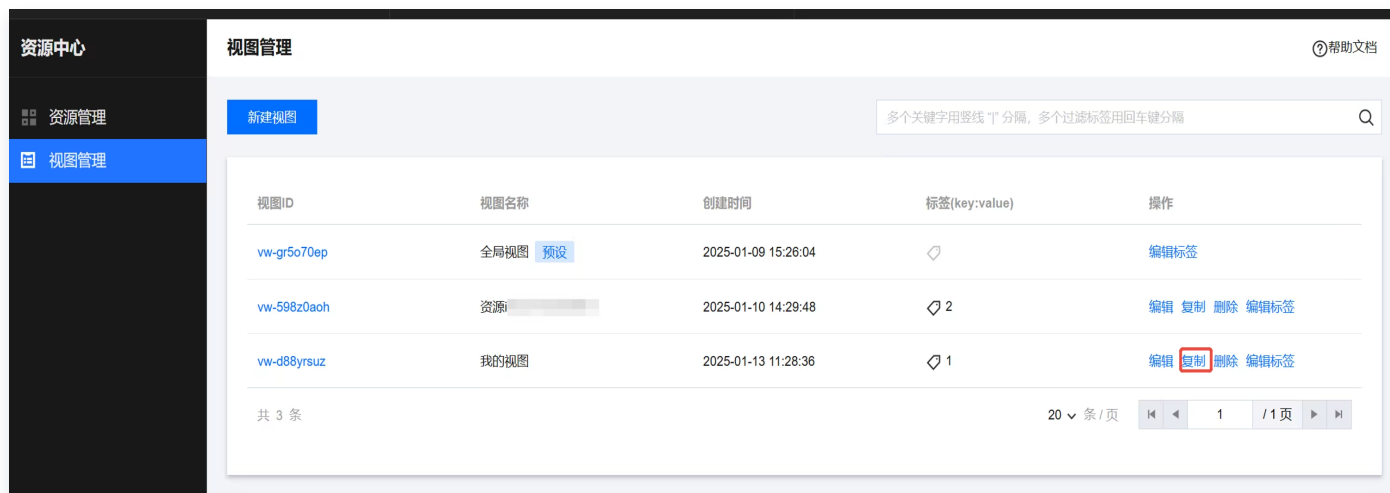 资源中心
视图管理
帮助文档
资源管理
视图管理
新建视图
多个关键字用竖线 "|" 分隔，多个过滤标签用回车键分隔
视图ID 视图名称 创建时间 标签(key:value) 操作
vw-gr5o70ep 全局视图 预设 2025-01-09 15:26:04 编辑标签
vw-598z0aoh 资源i 2025-01-10 14:29:48 2 编辑 复制 删除 编辑标签
vw-d88yrsuz 我的视图 2025-01-13 11:28:36 1 编辑 复制 删除 编辑标签
共 3 条 20 条 / 页 1 / 1 页